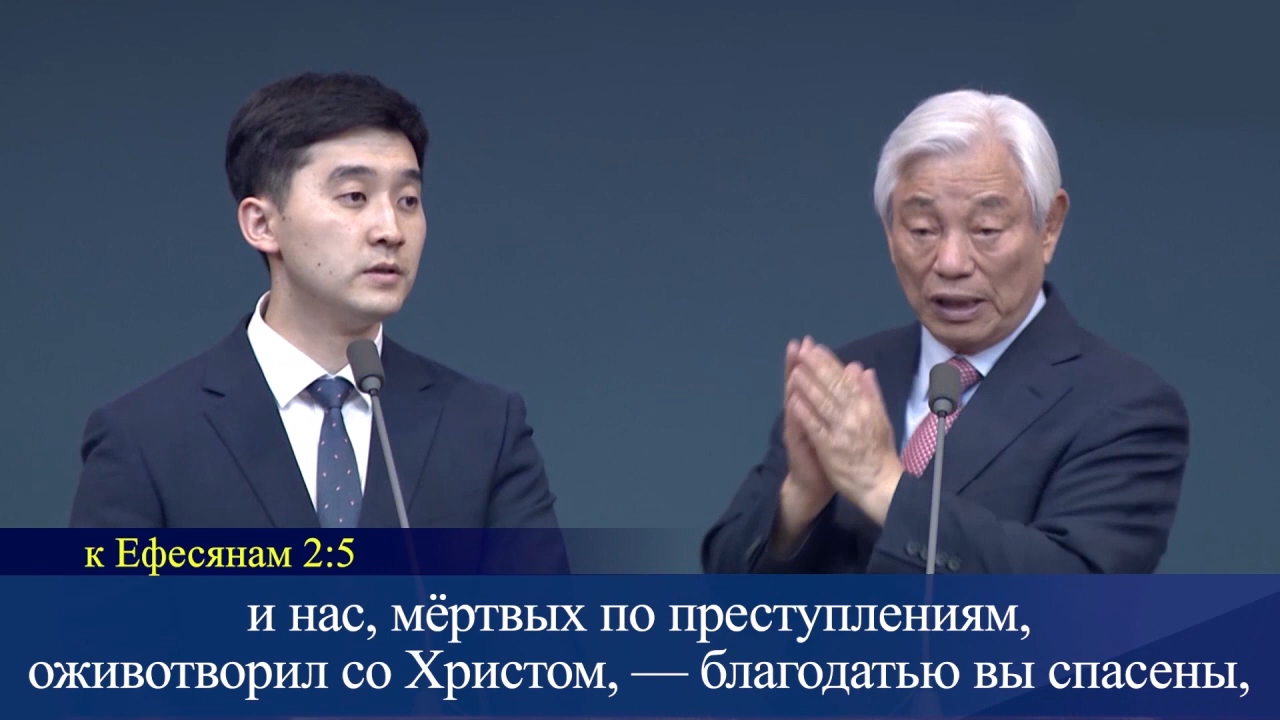 к Ефесянам 2:5
и нас, мёртвых по преступлениям,
оживотворил со Христом, — благодатью вы спасены,